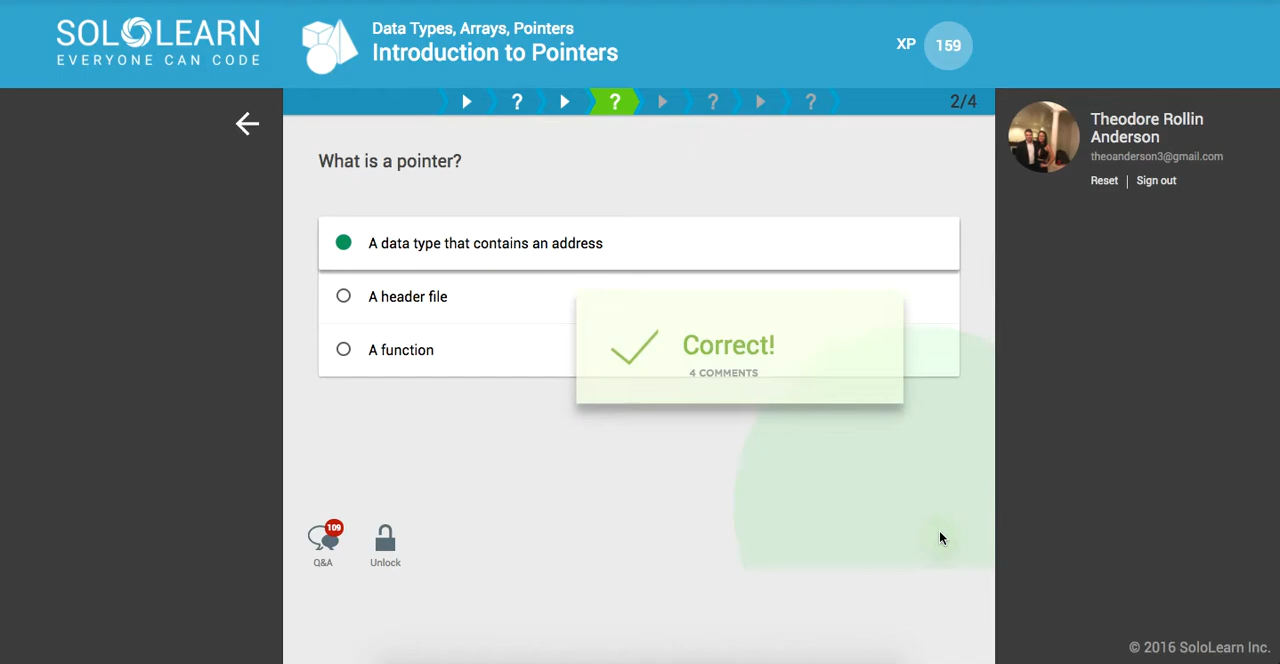 SOLOLEARN
EVERYONE CAN CODE
Data Types, Arrays, Pointers
Introduction to Pointers
XP 159
? ? ? ? 2/4
Theodore Rollin
Anderson
theoanderson3@gmail.com
Reset | Sign out
What is a pointer?
A data type that contains an address
A header file
A function
Correct!
4 COMMENTS
109
Q&A
Unlock
© 2016 SoloLearn Inc.